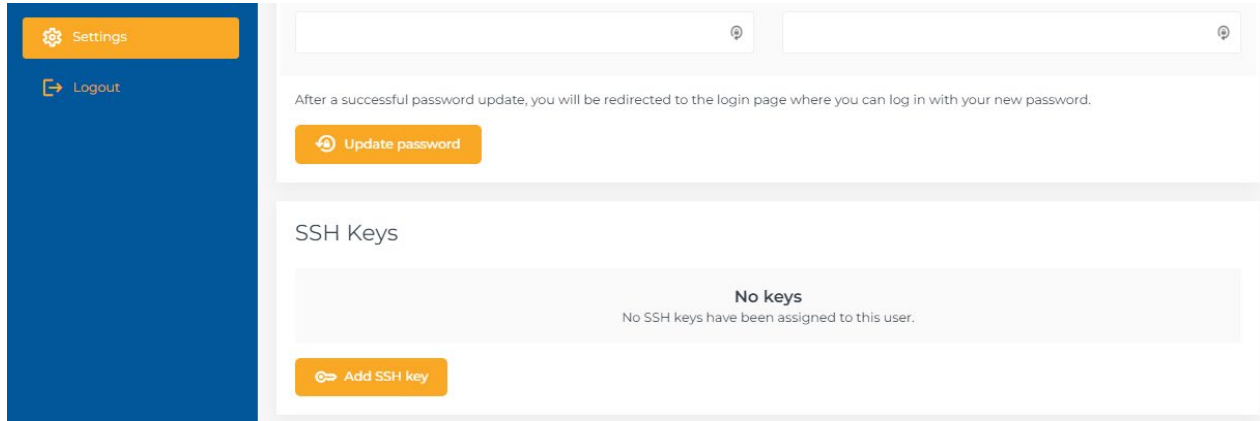 Settings
Logout
After a successful password update, you will be redirected to the login page where you can log in with your new password.
Update password
SSH Keys
No keys
No SSH keys have been assigned to this user.
Add SSH key